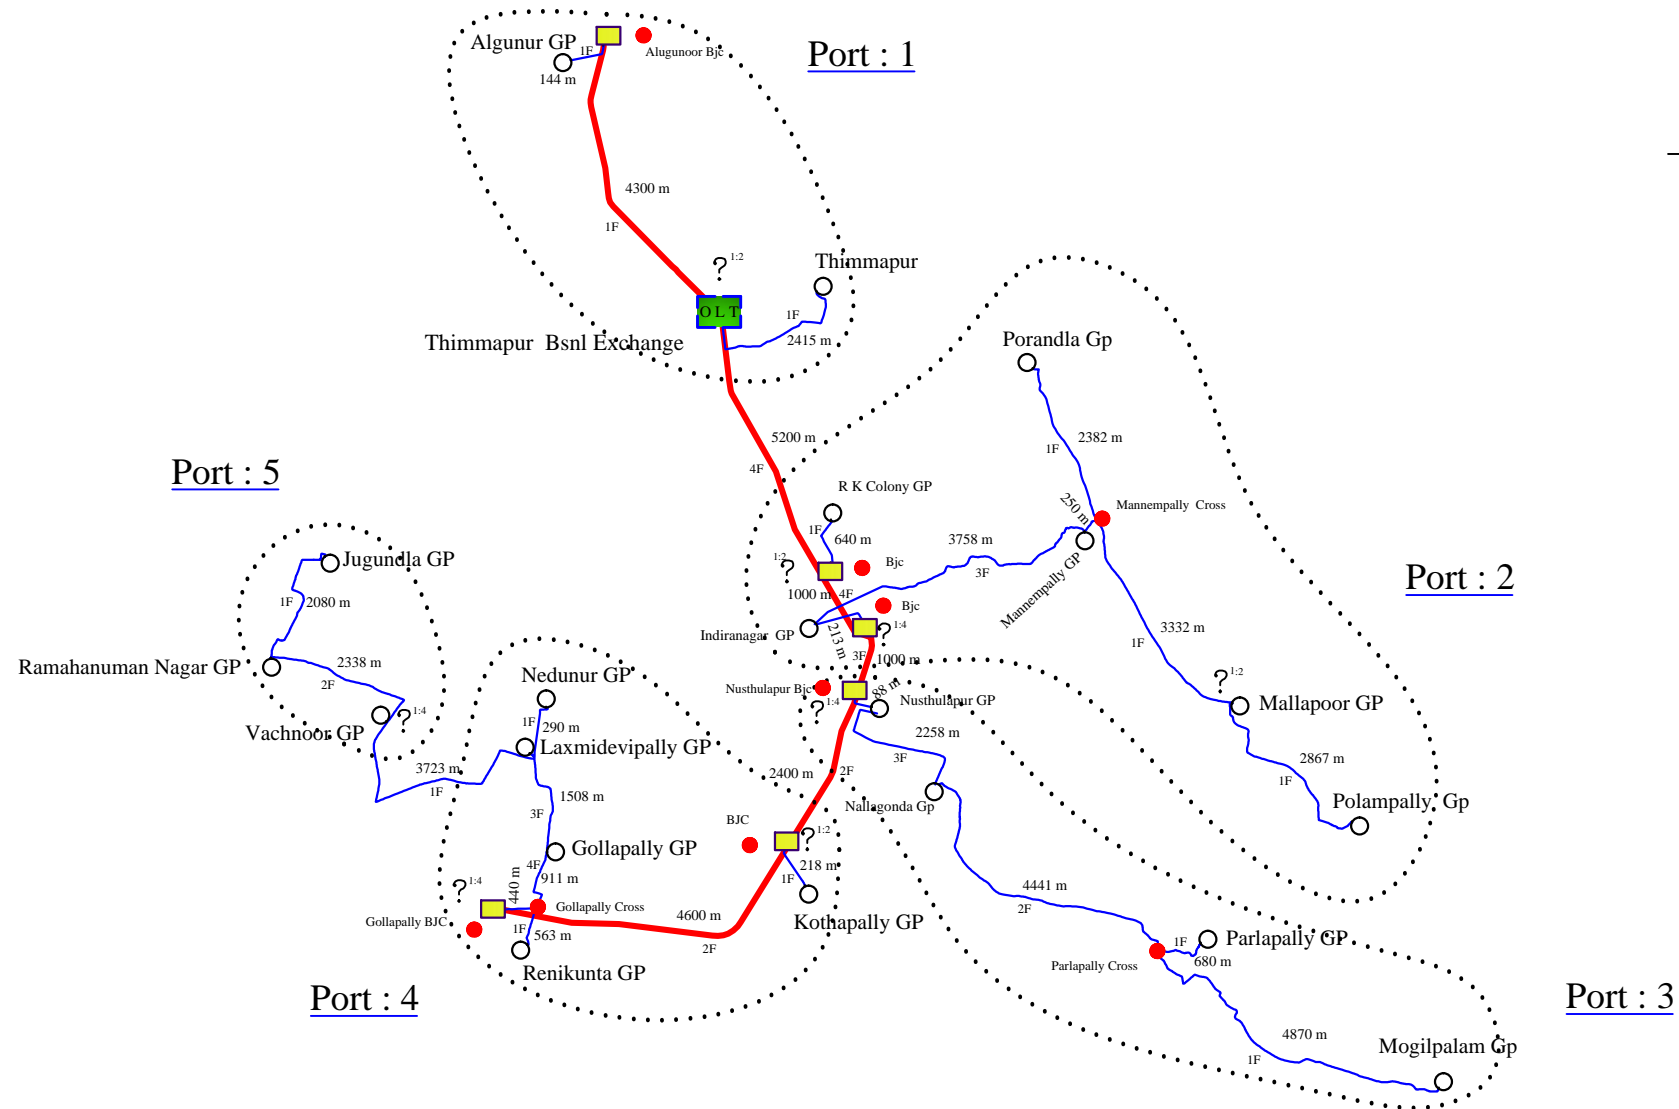 Algunur GP
1F
144 m
Alugunoor Bjc
Port : 1
4300 m
1F
? 1:2
Thimmapur
O L T
1F
2415 m
Thimmapur Bsnl Exchange
Porandla Gp
2382 m
1F
5200 m
4F
Port : 5
R K Colony GP
1F
640 m
250 m
Mannempally Cross
3758 m
3F
Mannempally GP
1:2
?
Bjc
1000 m
4F
Bjc
Port : 2
Jugundla GP
1F
2080 m
Indiranagar GP
213 m
? 1:4
3F
1000 m
3332 m
1F
Ramahanuman Nagar GP
2338 m
2F
Nedunur GP
Nusthulapur Bjc
88 m
? 1:4
Nusthulapur GP
? 1:2
Mallapoor GP
Vachnoor GP
? 1:4
1F
290 m
Laxmidevipally GP
2258 m
3F
3723 m
1F
2400 m
2F
2867 m
1F
1508 m
3F
Nallagonda Gp
Polampally Gp
BJC
? 1:2
Gollapally GP
4F
911 m
218 m
1F
440 m
? 1:4
4441 m
2F
Gollapally Cross
Gollapally BJC
4600 m
2F
Kothapally GP
1F
563 m
1F
Parlapally GP
680 m
Parlapally Cross
Renikunta GP
Port : 4
Port : 3
4870 m
1F
Mogilpalam Gp